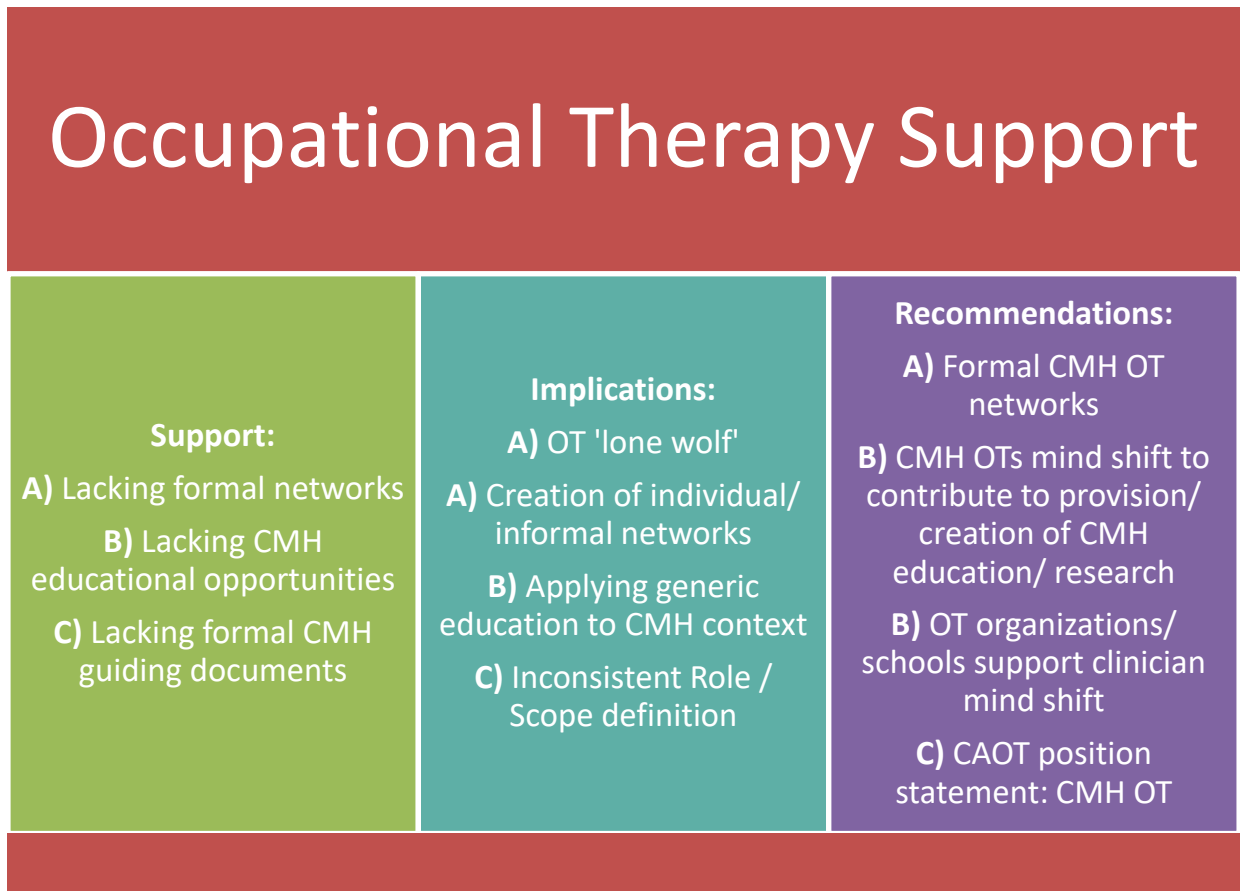 Occupational Therapy Support
Support:
A) Lacking formal networks
B) Lacking CMH
educational opportunities
C) Lacking formal CMH
guiding documents
Implications:
A) OT 'lone wolf'
A) Creation of individual/
informal networks
B) Applying generic
education to CMH context
C) Inconsistent Role /
Scope definition
Recommendations:
A) Formal CMH OT
networks
B) CMH OTs mind shift to
contribute to provision/
creation of CMH
education/ research
B) OT organizations/
schools support clinician
mind shift
C) CAOT position
statement: CMH OT